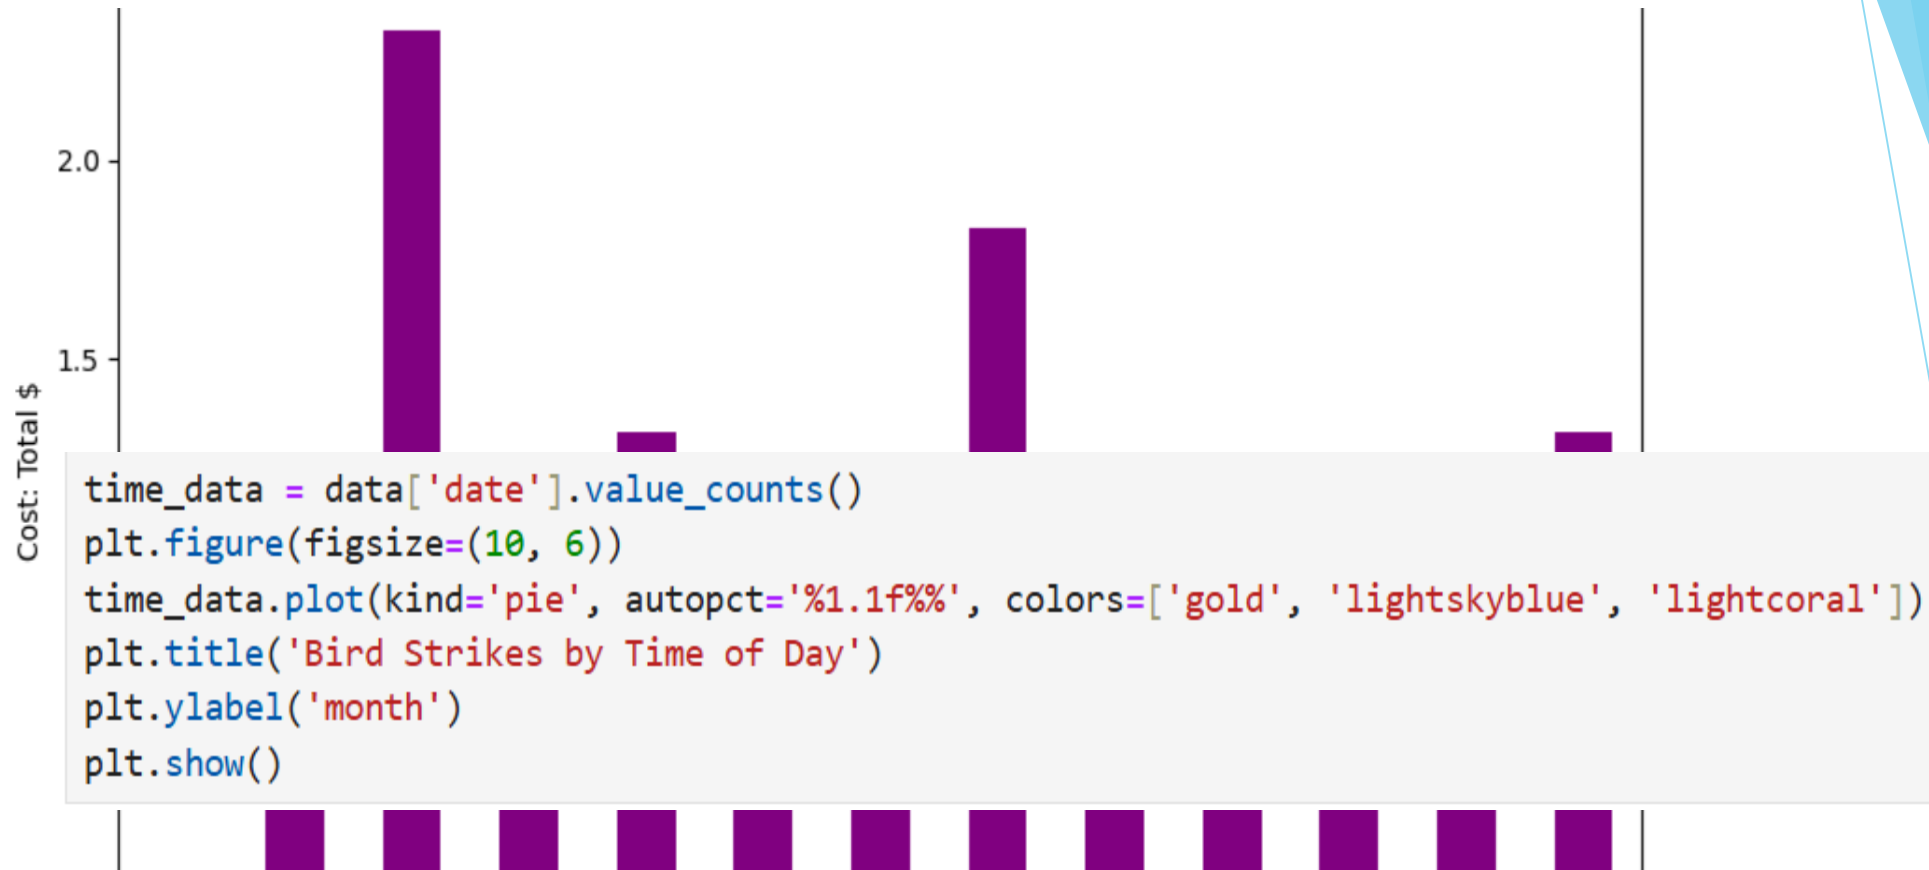 2.0
1.5
Cost: Total $
time_data = data['date'].value_counts()
plt.figure(figsize=(10, 6))
time_data.plot(kind='pie', autopct='%1.1f%%', colors=['gold', 'lightskyblue', 'lightcoral'])
plt.title('Bird Strikes by Time of Day')
plt.ylabel('month')
plt.show()